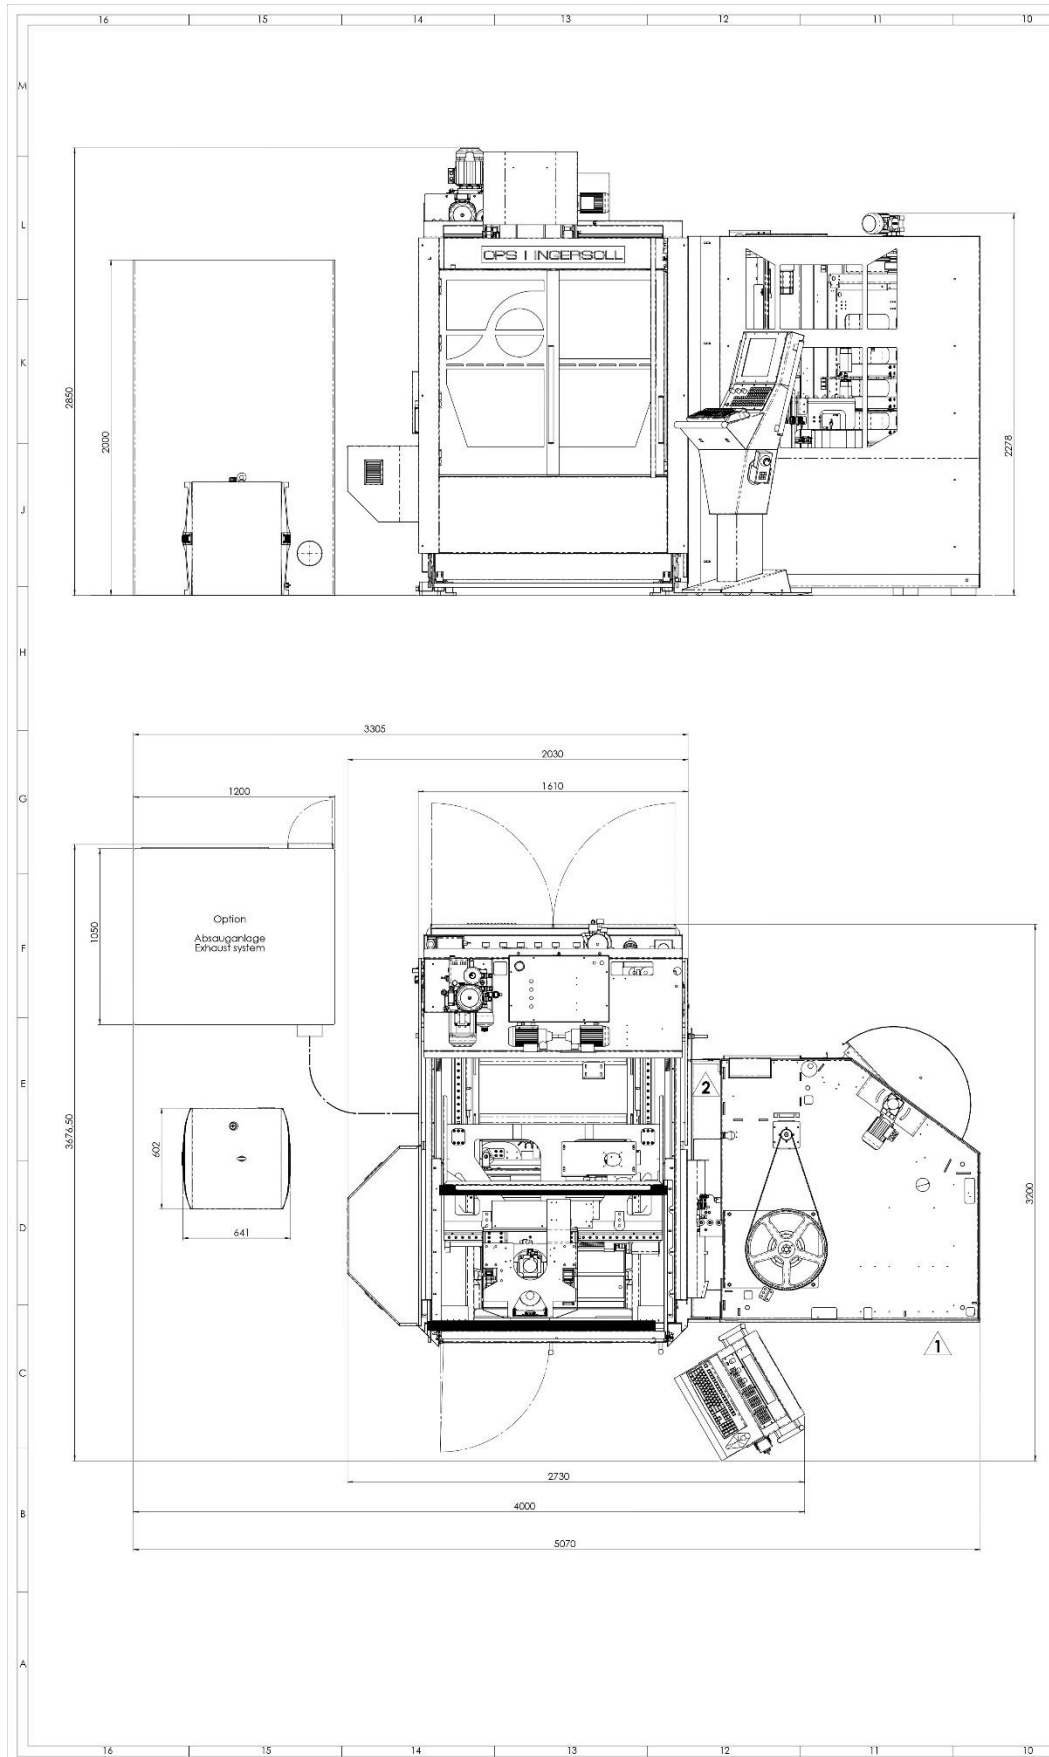 16 15 14 13 12 11 10
M
L
OPS I INGERSOLL
K
2850
2000
2278
J
H
3305
2030
G
1200
1610
1050
Option
Absauganlage
Exhaust system
F
E
2
3676,50
602
3200
D
641
1
C
2730
4000
B
5070
A
16 15 14 13 12 11 10